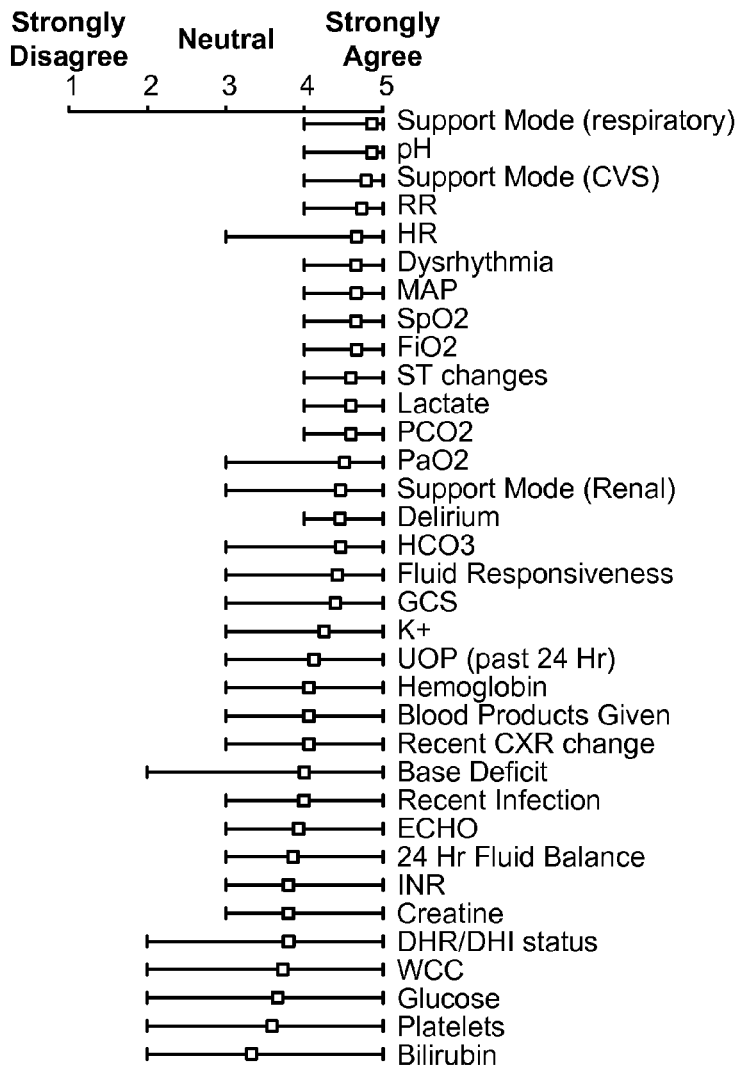 Strongly Disagree
Neutral
Strongly Agree
1 2 3 4 5
Support Mode (respiratory)
pH
Support Mode (CVS)
RR
HR
Dysrhythmia
MAP
SpO2
FiO2
ST changes
Lactate
PCO2
PaO2
Support Mode (Renal)
Delirium
HCO3
Fluid Responsiveness
GCS
K+
UOP (past 24 Hr)
Hemoglobin
Blood Products Given
Recent CXR change
Base Deficit
Recent Infection
ECHO
24 Hr Fluid Balance
INR
Creatine
DHR/DHI status
WCC
Glucose
Platelets
Bilirubin